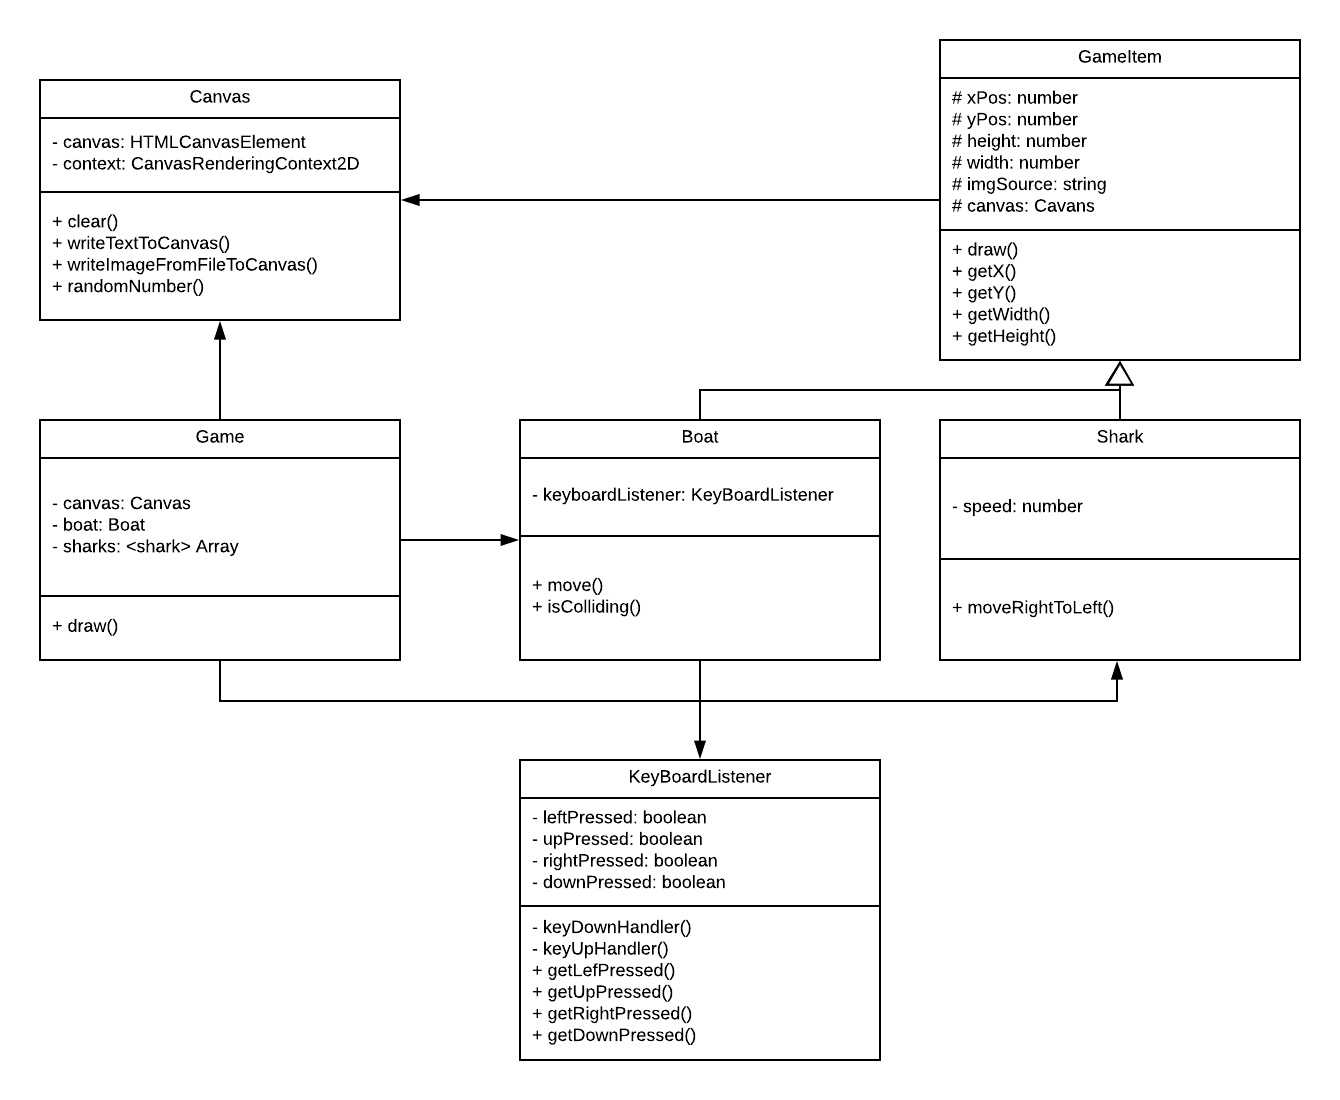 Canvas
- canvas: HTMLCanvasElement
- context: CanvasRenderingContext2D
+ clear()
+ writeTextToCanvas()
+ writeImageFromFileToCanvas()
+ randomNumber()
GameItem
# xPos: number
# yPos: number
# height: number
# width: number
# imgSource: string
# canvas: Cavans
+ draw()
+ getX()
+ getY()
+ getWidth()
+ getHeight()
Game
- canvas: Canvas
- boat: Boat
- sharks: <shark> Array
+ draw()
Boat
- keyboardListener: KeyBoardListener
+ move()
+ isColliding()
Shark
- speed: number
+ moveRightToLeft()
KeyBoardListener
- leftPressed: boolean
- upPressed: boolean
- rightPressed: boolean
- downPressed: boolean
- keyDownHandler()
- keyUpHandler()
+ getLefPressed()
+ getUpPressed()
+ getRightPressed()
+ getDownPressed()